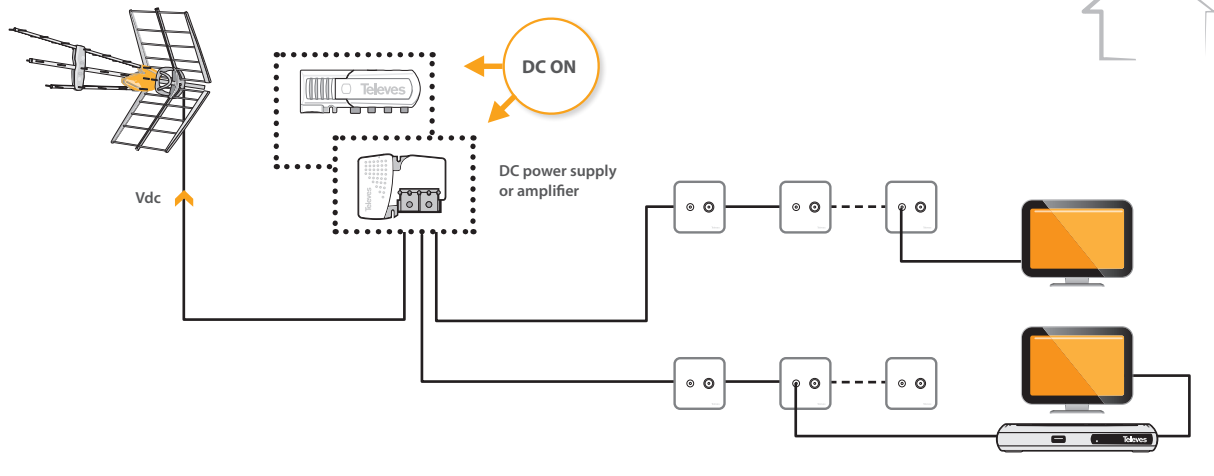 DC ON
Televes
DC power supply
or amplifier
Televes
Vdc
Televes